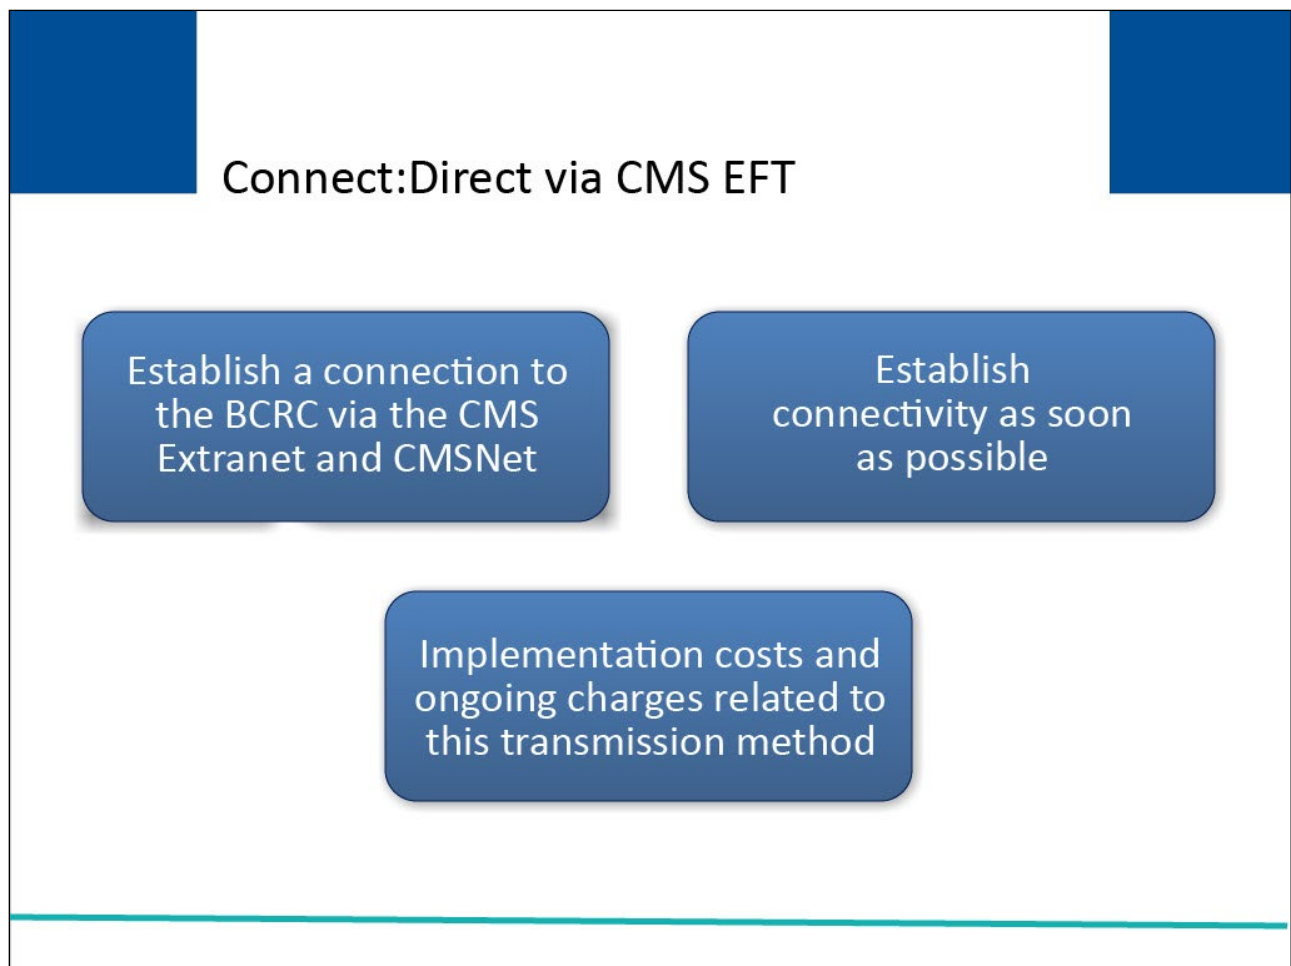 Connect:Direct via CMS EFT
Establish a connection to
the BCRC via the CMS
Extranet and CMSNet
Establish
connectivity as soon
as possible
Implementation costs and
ongoing charges related to
this transmission method